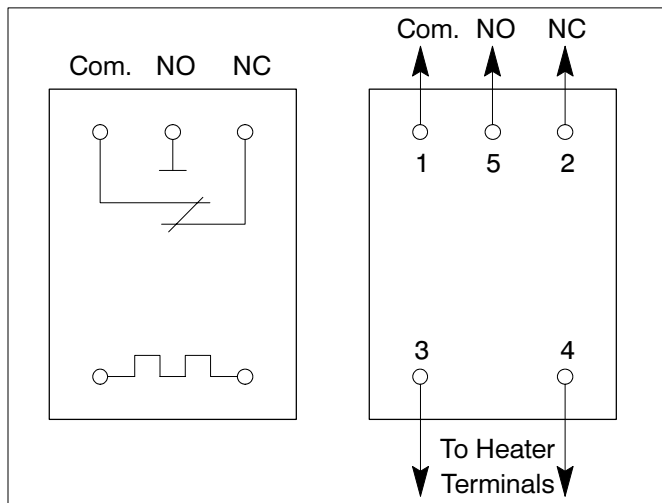 Com. NO NC
Com. NO NC
1 5 2
3 4
To Heater
Terminals